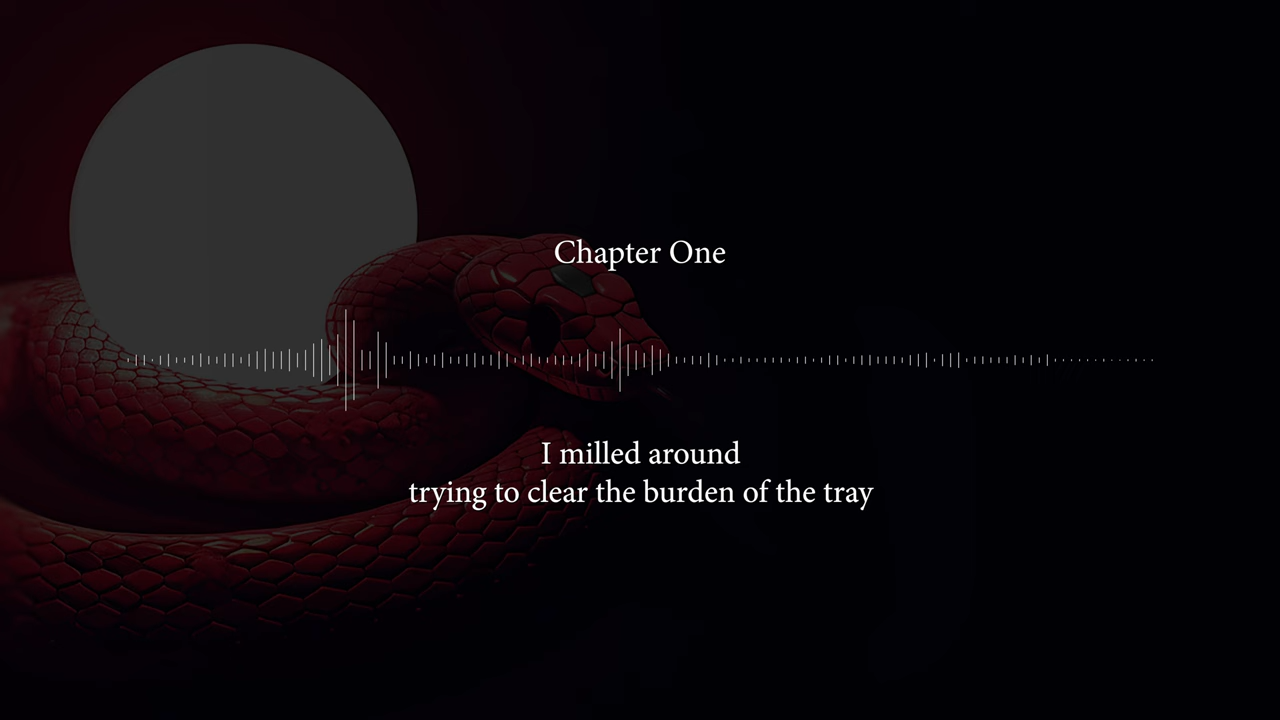 Chapter One
I milled around
trying to clear the burden of the tray